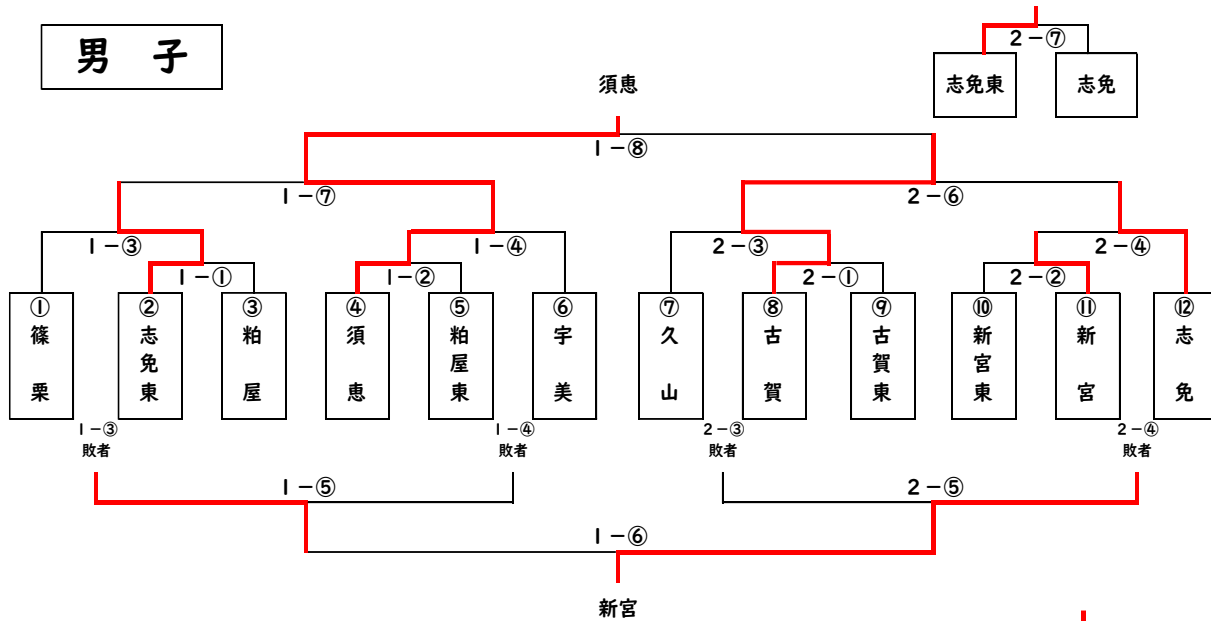 男 子
2-⑦
志免東
志免
須恵
1-⑧
1-⑦
2-⑥
1-③
1-④
2-③
2-④
1-①
1-②
2-①
2-②
①篠栗
②志免東
③粕屋
④須恵
⑤粕屋東
⑥宇美
⑦久山
⑧古賀
⑨古賀東
⑩新宮東
⑪新宮
⑫志免
1-③
敗者
1-④
敗者
2-③
敗者
2-④
敗者
1-⑤
2-⑤
1-⑥
新宮